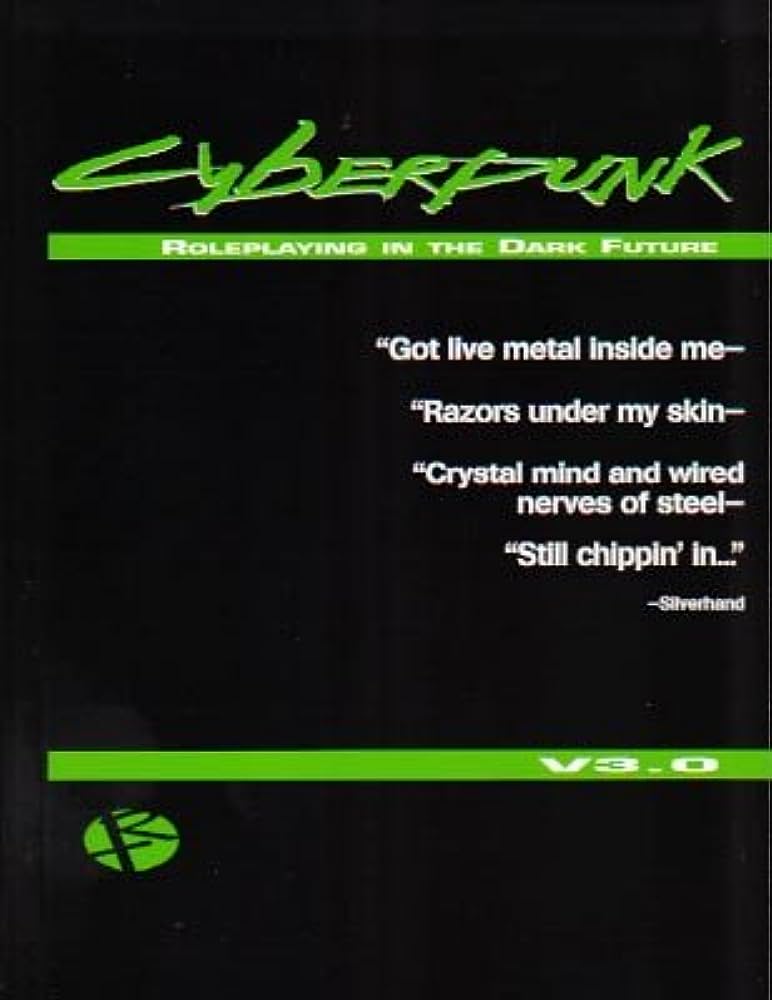 CYBERPUNK
ROLEPLAYING IN THE DARK FUTURE
“Got live metal inside me–
“Razors under my skin–
“Crystal mind and wired
nerves of steel–
“Still chippin’ in...”
–Silverhand
V3.0